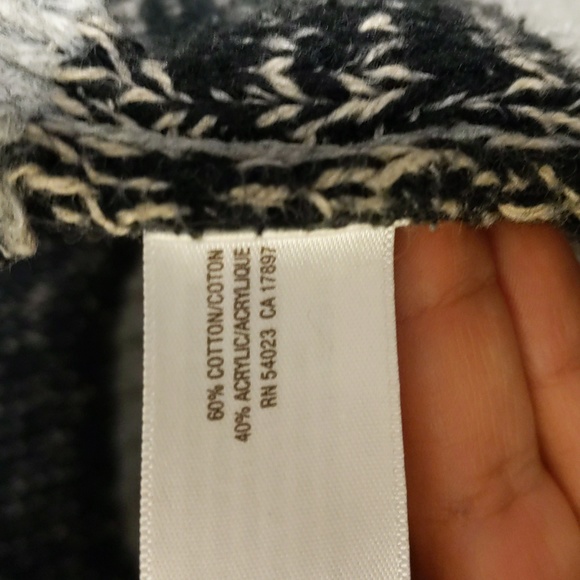 60% COTTON/COTON
40% ACRYLIC/ACRYLIQUE
RN 54023 CA 17897